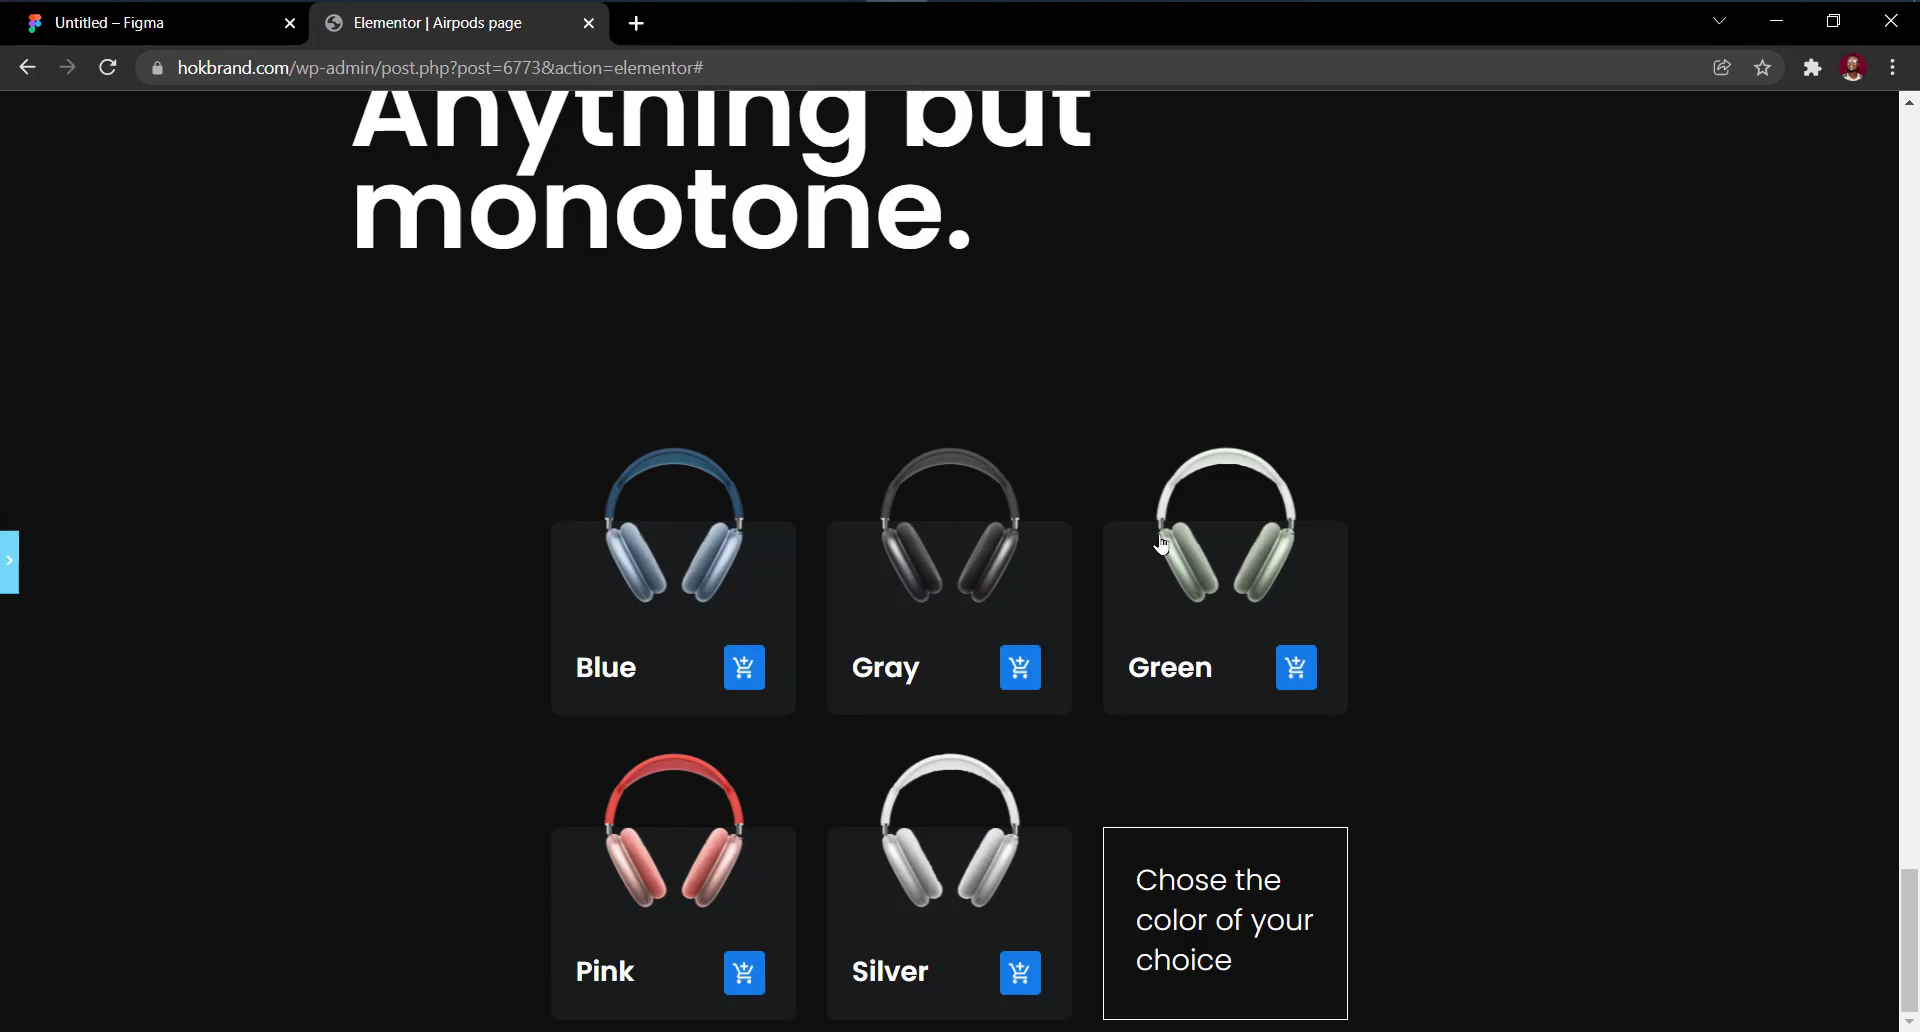 Untitled – Figma
Elementor | Airpods page
hokbrand.com/wp-admin/post.php?post=6773&action=elementor#
Anything but
monotone.
Blue
Gray
Green
Pink
Silver
Chose the
color of your
choice